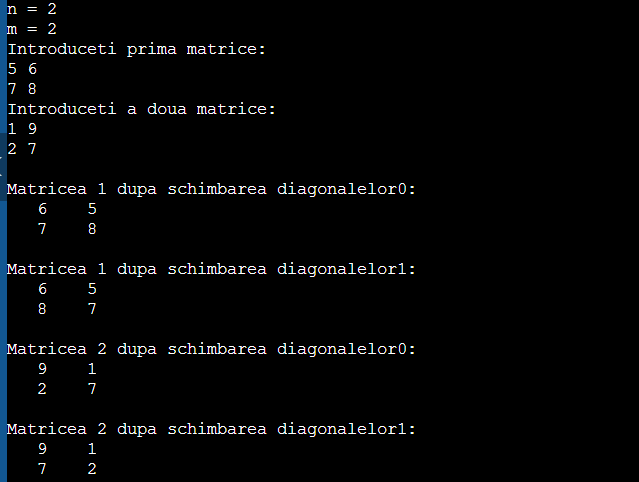 n = 2
m = 2
Introduceti prima matrice:
5 6
7 8
Introduceti a doua matrice:
1 9
2 7
Matricea 1 dupa schimbarea diagonalelor0:
6 5
7 8
Matricea 1 dupa schimbarea diagonalelor1:
6 5
8 7
Matricea 2 dupa schimbarea diagonalelor0:
9 1
2 7
Matricea 2 dupa schimbarea diagonalelor1:
9 1
7 2